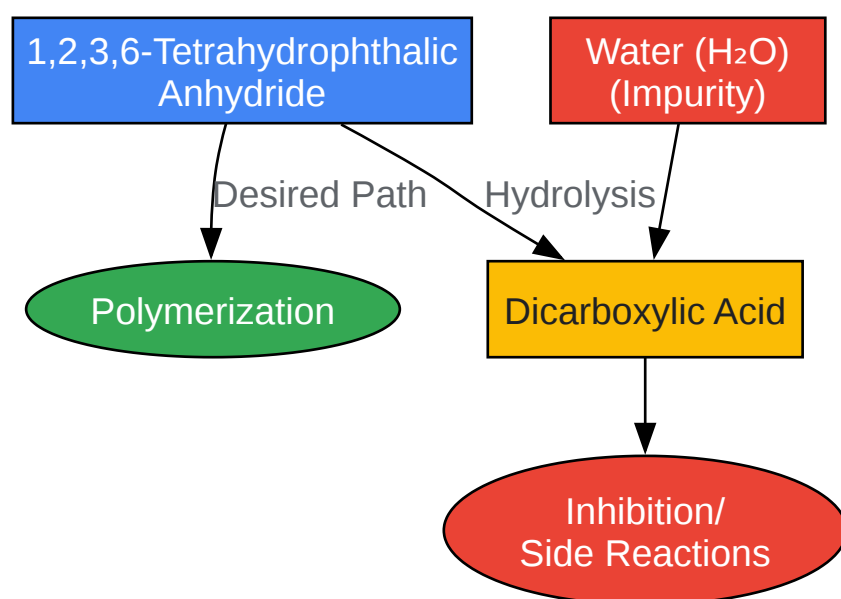 1,2,3,6-Tetrahydrophthalic
Anhydride
Water (H₂O)
(Impurity)
Desired Path
Hydrolysis
Polymerization
Dicarboxylic Acid
Inhibition/
Side Reactions